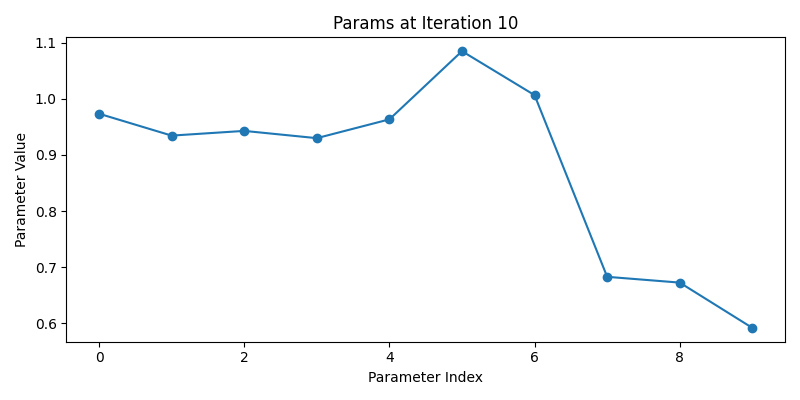 Params at Iteration 10
1.1
1.0
0.9
0.8
0.7
0.6
Parameter Value
0 2 4 6 8
Parameter Index